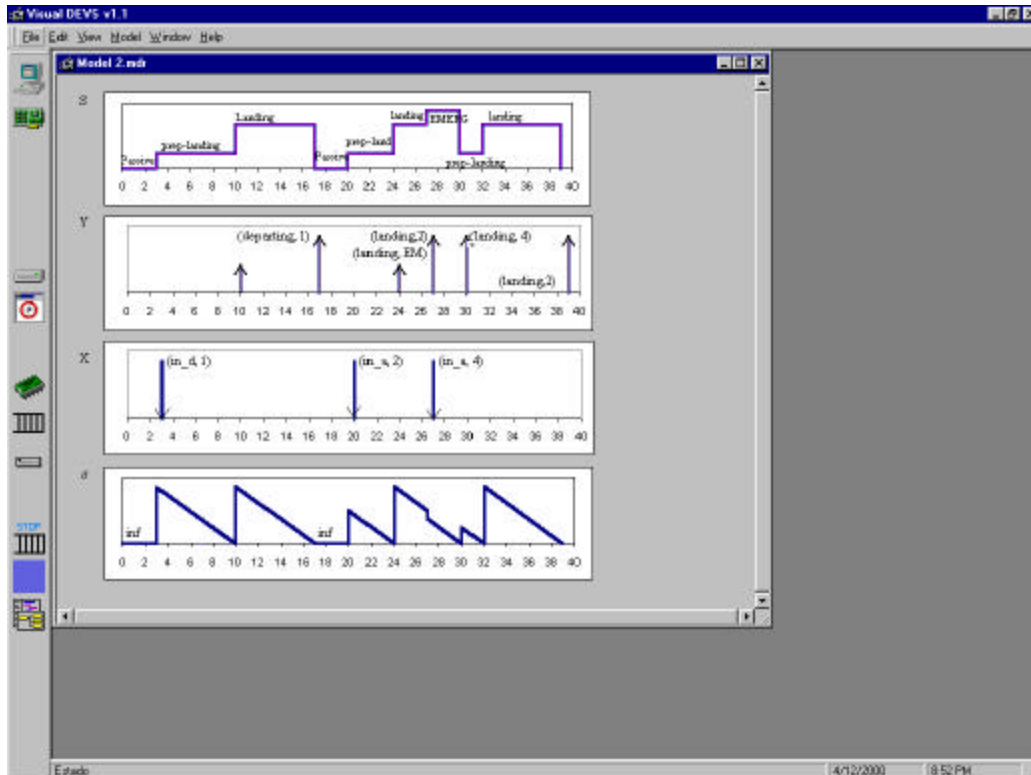 Visual DEVS v1.1
File Edit View Model Window Help
Model 2.mdr
S
Landing landing EMERG landing
prep-landing prep-land
Passive Passive prep-landing
0 2 4 6 8 10 12 14 16 18 20 22 24 26 28 30 32 34 36 38 40
Y
(departing, 1) (landing,2) (landing, 4)
(landing, EM)
(landing,2)
0 2 4 6 8 10 12 14 16 18 20 22 24 26 28 30 32 34 36 38 40
X
(in_d, 1) (in_s, 2) (in_s, 4)
0 2 4 6 8 10 12 14 16 18 20 22 24 26 28 30 32 34 36 38 40
σ
inf inf
0 2 4 6 8 10 12 14 16 18 20 22 24 26 28 30 32 34 36 38 40
STOP
Estado 4/12/2000 8:52 PM